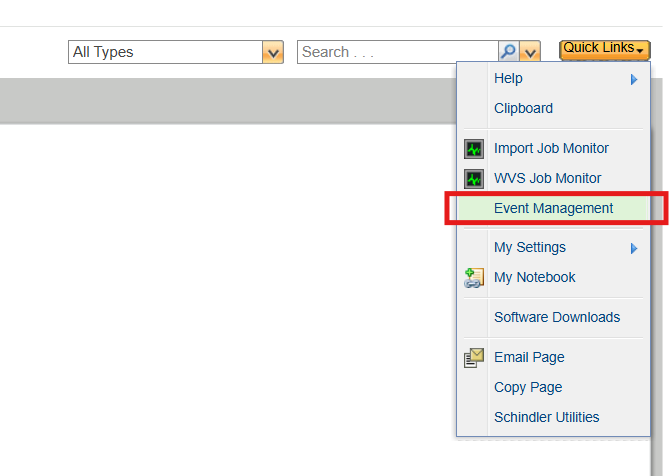 All Types
Search . . .
Quick Links
Help
Clipboard
Import Job Monitor
WVS Job Monitor
Event Management
My Settings
My Notebook
Software Downloads
Email Page
Copy Page
Schindler Utilities